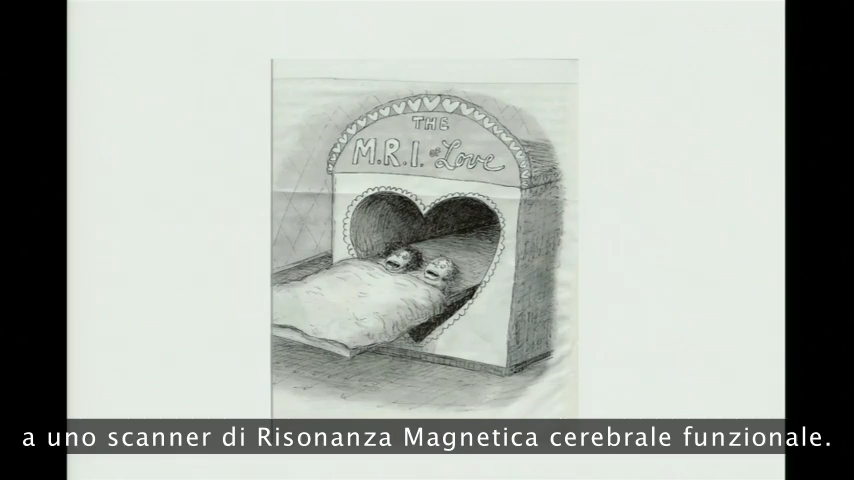 THE
M.R.I. of Love
a uno scanner di Risonanza Magnetica cerebrale funzionale.